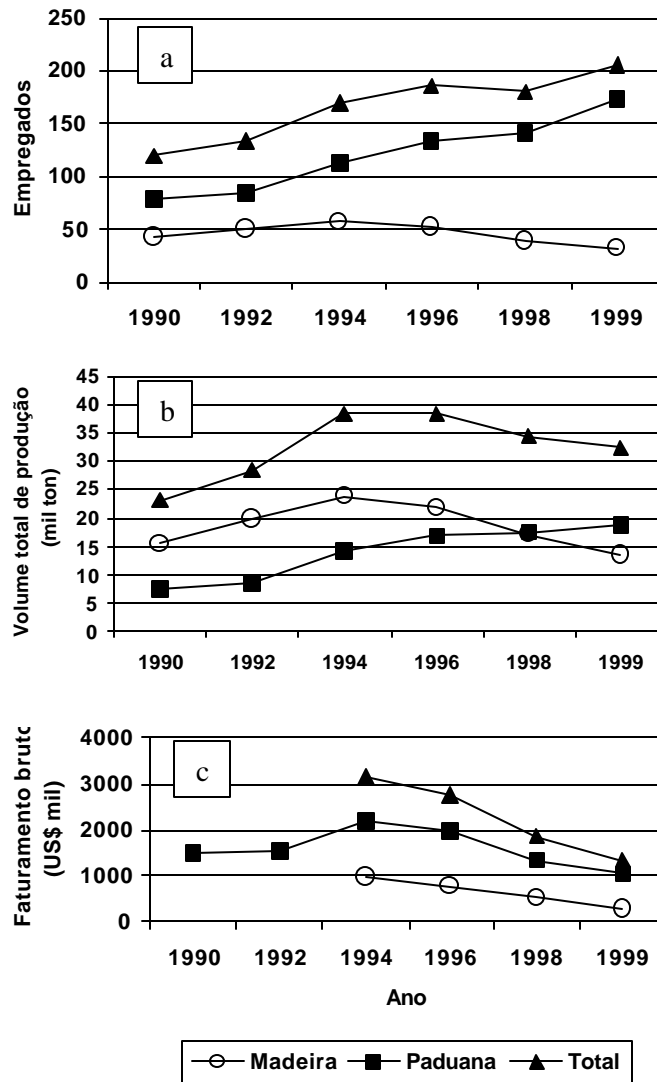 250
a
200
150
100
50
0
Empregados
1990 1992 1994 1996 1998 1999
45
b
40
35
30
25
20
15
10
5
0
Volume total de produção
(mil ton)
1990 1992 1994 1996 1998 1999
4000
c
3000
2000
1000
0
Faturamento bruto
(US$ mil)
1990 1992 1994 1996 1998 1999
Ano
Madeira Paduana Total